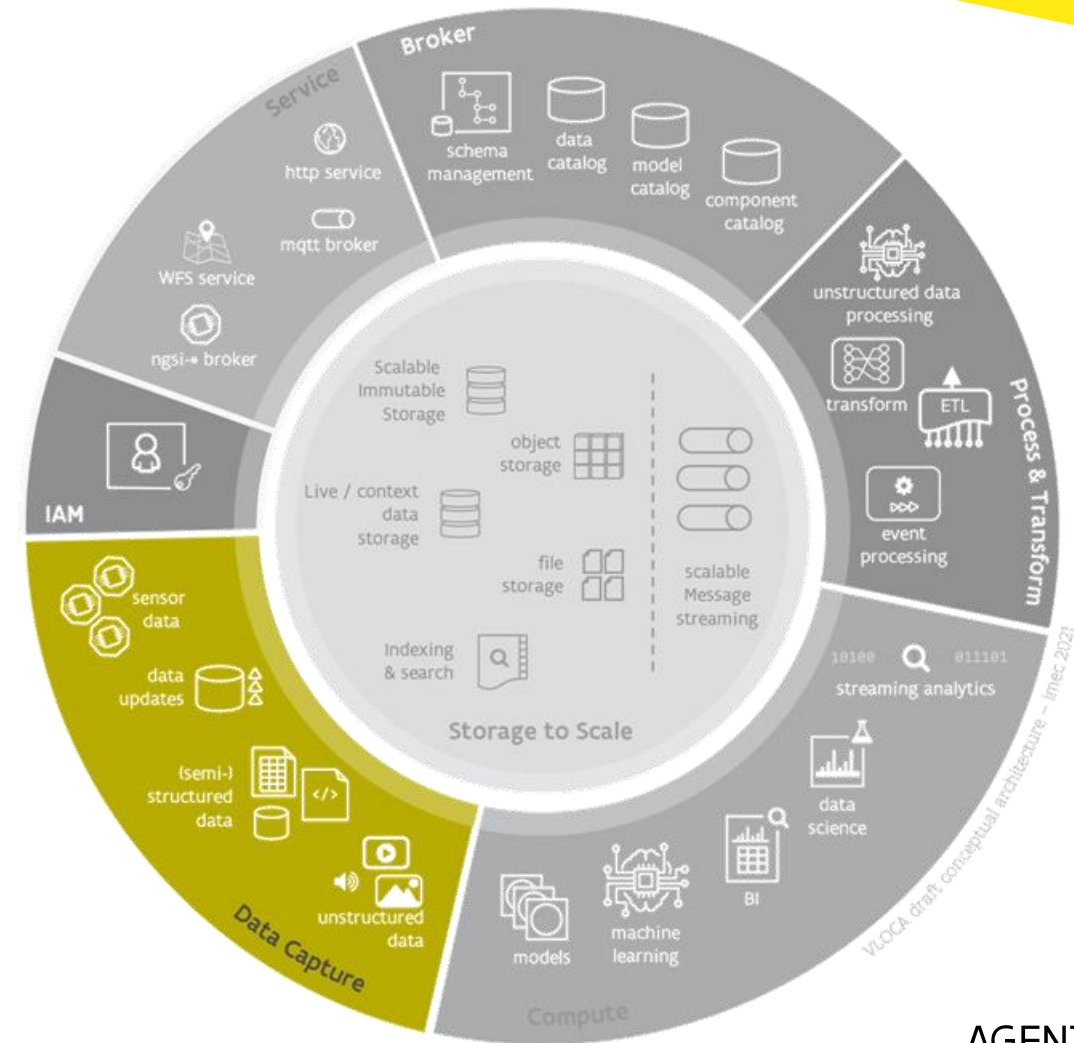 Broker
schema
management
data
catalog
model
catalog
component
catalog
Service
http service
mqtt broker
WFS service
ngsi-• broker
IAM
unstructured data
processing
transform
ETL
event
processing
Process & Transform
Scalable
Immutable
Storage
object
storage
Live / context
data
storage
file
storage
Indexing
& search
scalable
Message
streaming
Storage to Scale
sensor
data
data
updates
(semi-)
structured
data
</>
unstructured
data
Data Capture
10100
011101
streaming analytics
data
science
BI
machine
learning
models
Compute
VLOCA draft conceptual architecture – imec 2021
AGENT